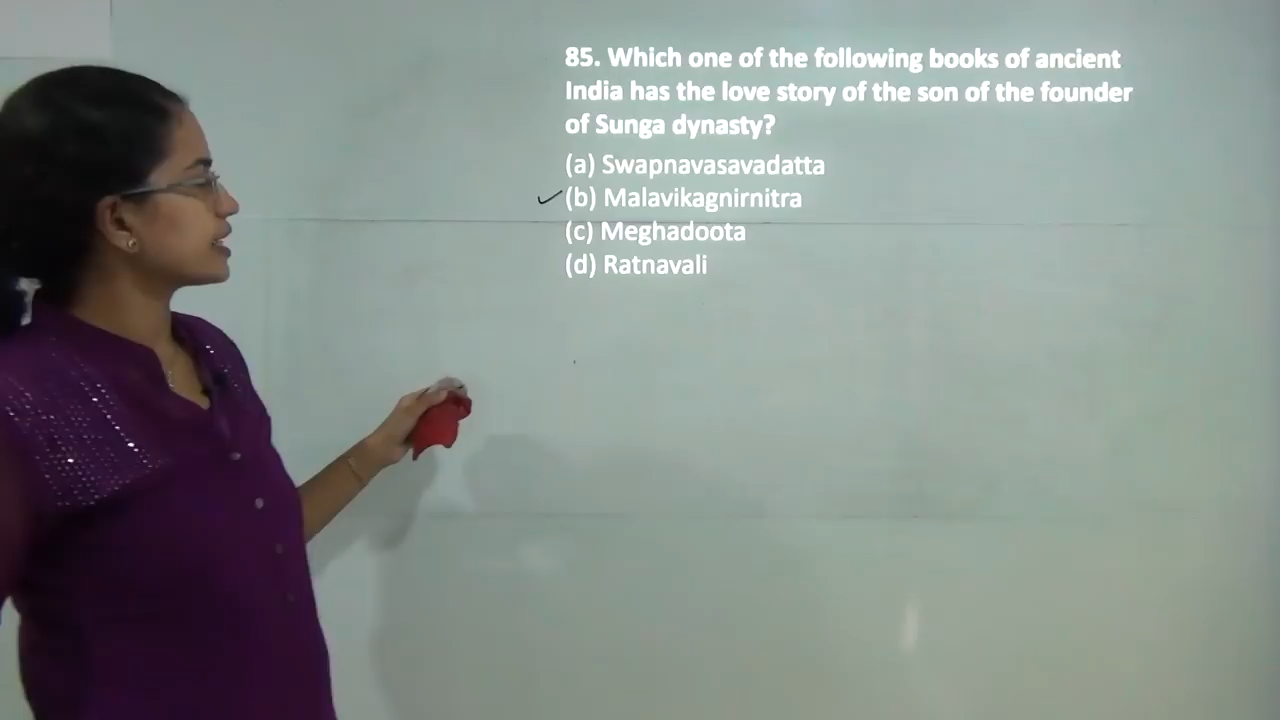 85. Which one of the following books of ancient
India has the love story of the son of the founder
of Sunga dynasty?
(a) Swapnavasavadatta
(b) Malavikagnirnitra
(c) Meghadoota
(d) Ratnavali